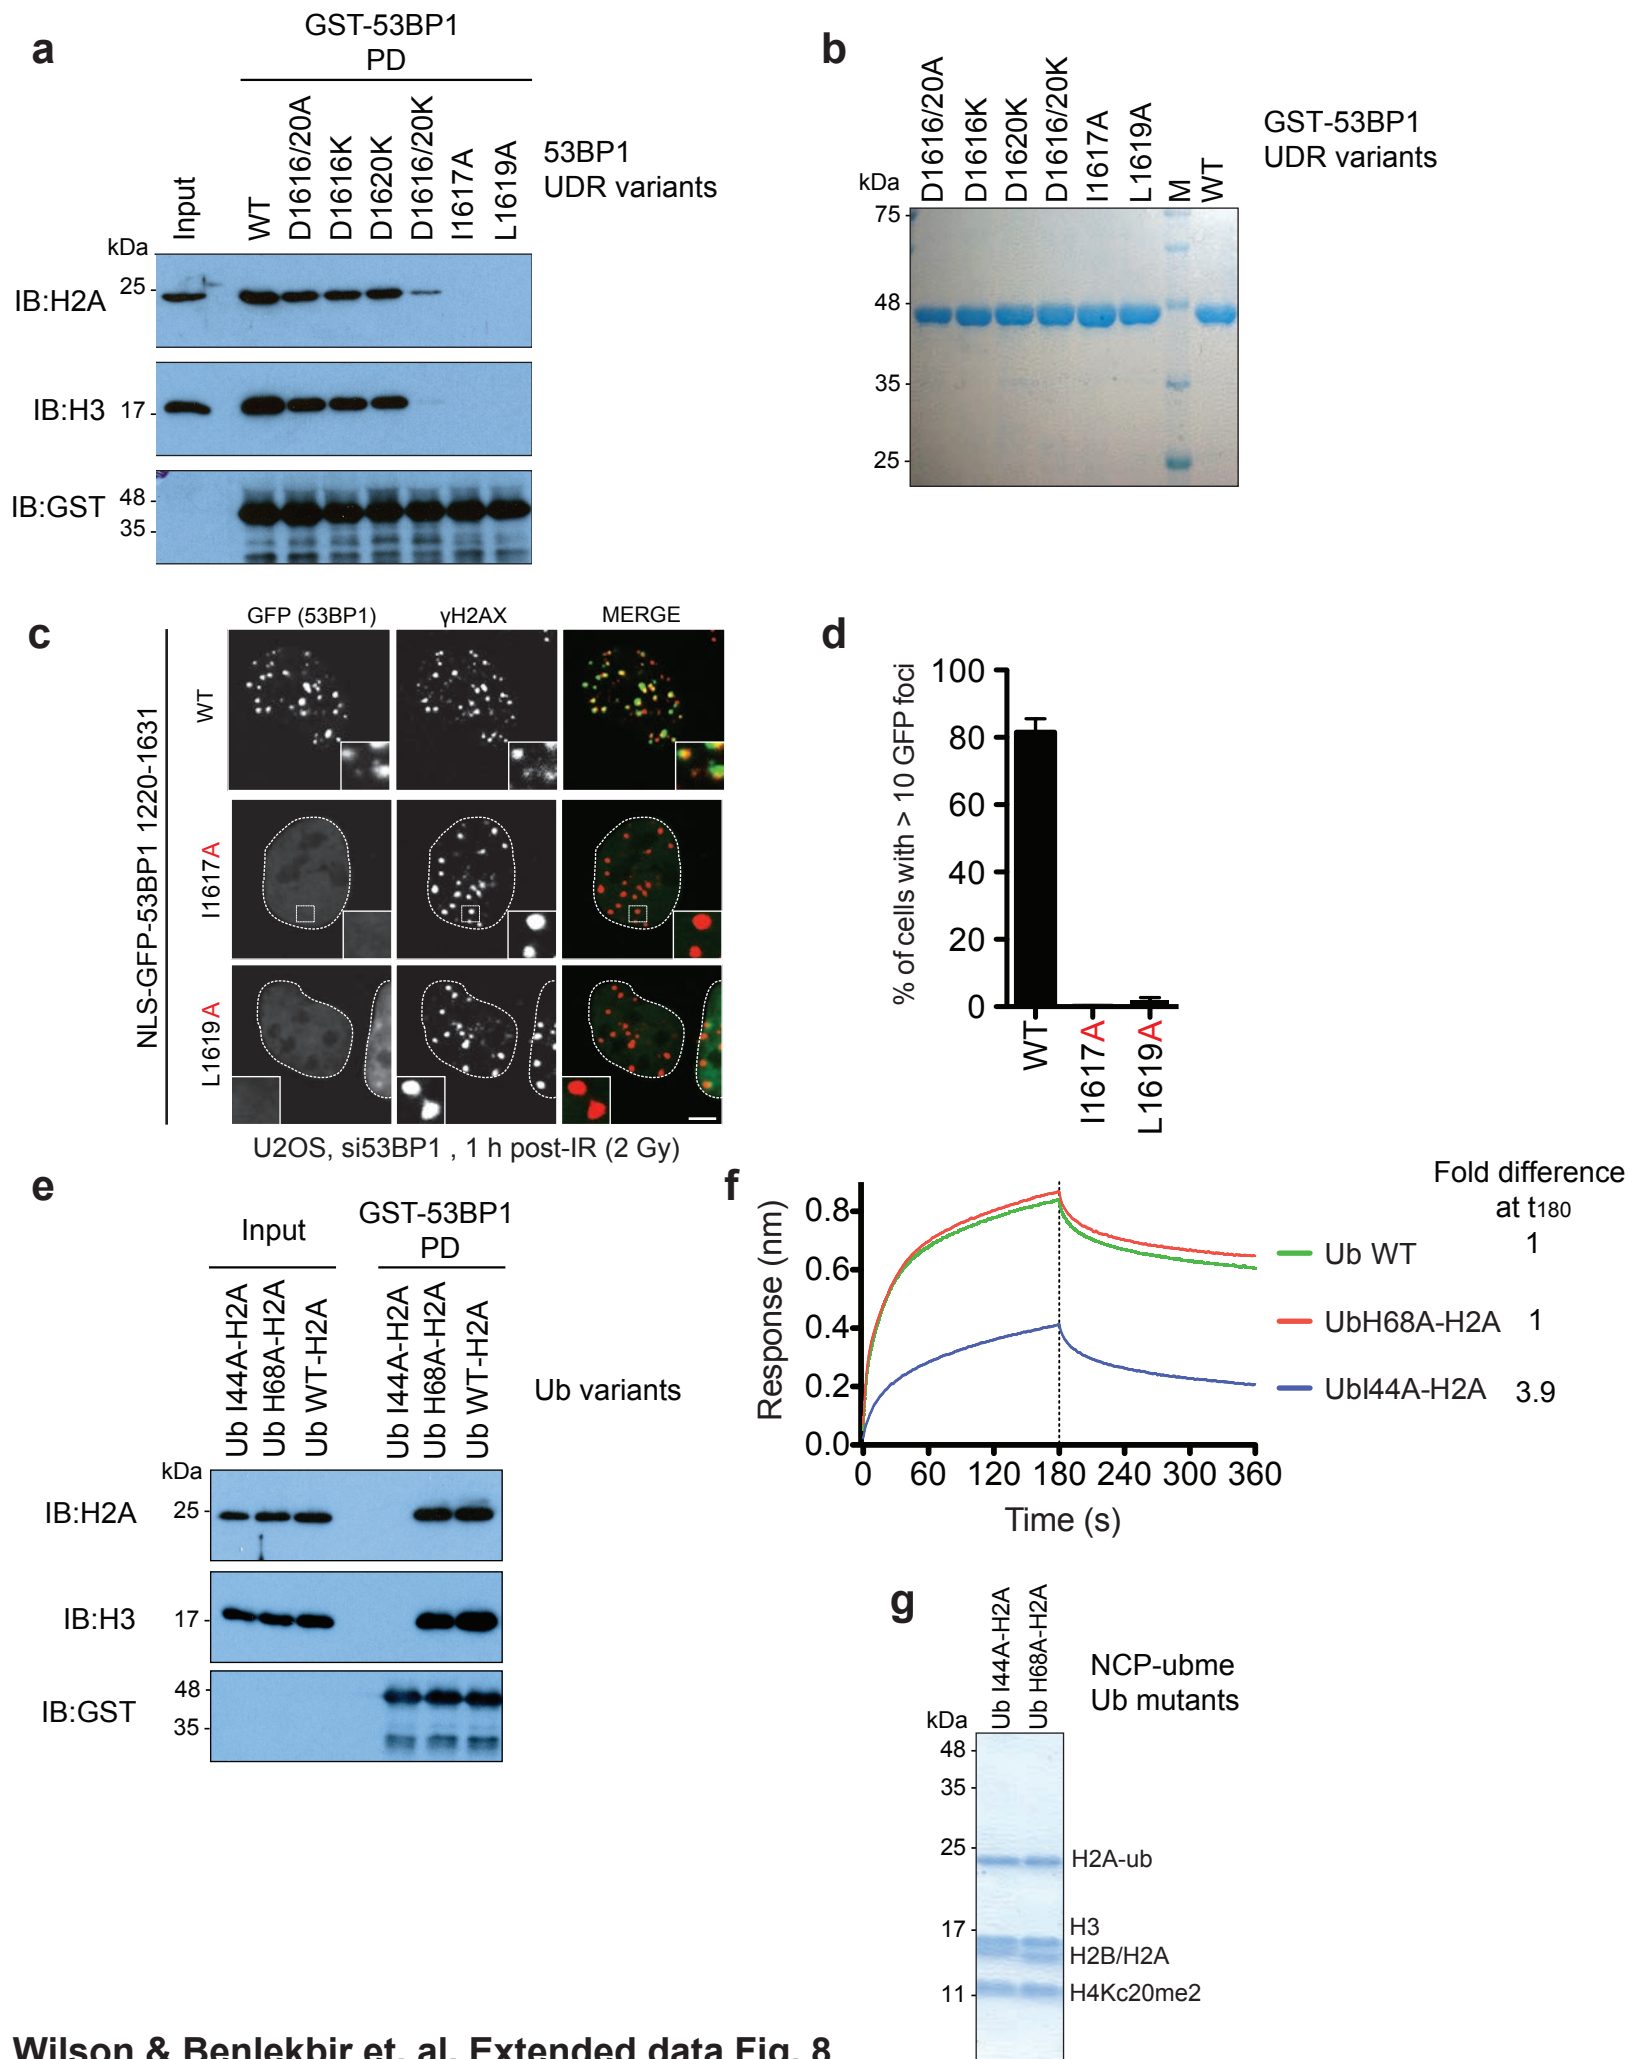 a
GST-53BP1
PD
Input
WT
D1616/20A
D1616K
D1620K
D1616/20K
I1617A
L1619A
53BP1
UDR variants
kDa
IB:H2A
25
IB:H3
17
IB:GST
48
35
b
D1616/20A
D1616K
D1620K
D1616/20K
I1617A
L1619A
M
WT
GST-53BP1
UDR variants
kDa
75
48
35
25
c
GFP (53BP1)
γH2AX
MERGE
NLS-GFP-53BP1 1220-1631
WT
I1617A
L1619A
U2OS, si53BP1 , 1 h post-IR (2 Gy)
d
% of cells with > 10 GFP foci
100
80
60
40
20
0
WT
I1617A
L1619A
e
Input
GST-53BP1
PD
Ub I44A-H2A
Ub H68A-H2A
Ub WT-H2A
Ub I44A-H2A
Ub H68A-H2A
Ub WT-H2A
Ub variants
kDa
IB:H2A
25
IB:H3
17
IB:GST
48
35
f
Response (nm)
0.8
0.6
0.4
0.2
0.0
0 60 120 180 240 300 360
Time (s)
Fold difference
at t180
Ub WT 1
UbH68A-H2A 1
UbI44A-H2A 3.9
g
Ub I44A-H2A
Ub H68A-H2A
NCP-ubme
Ub mutants
kDa
48
35
25
17
11
H2A-ub
H3
H2B/H2A
H4Kc20me2
Wilson & Benlekbir et. al. Extended data Fig. 8